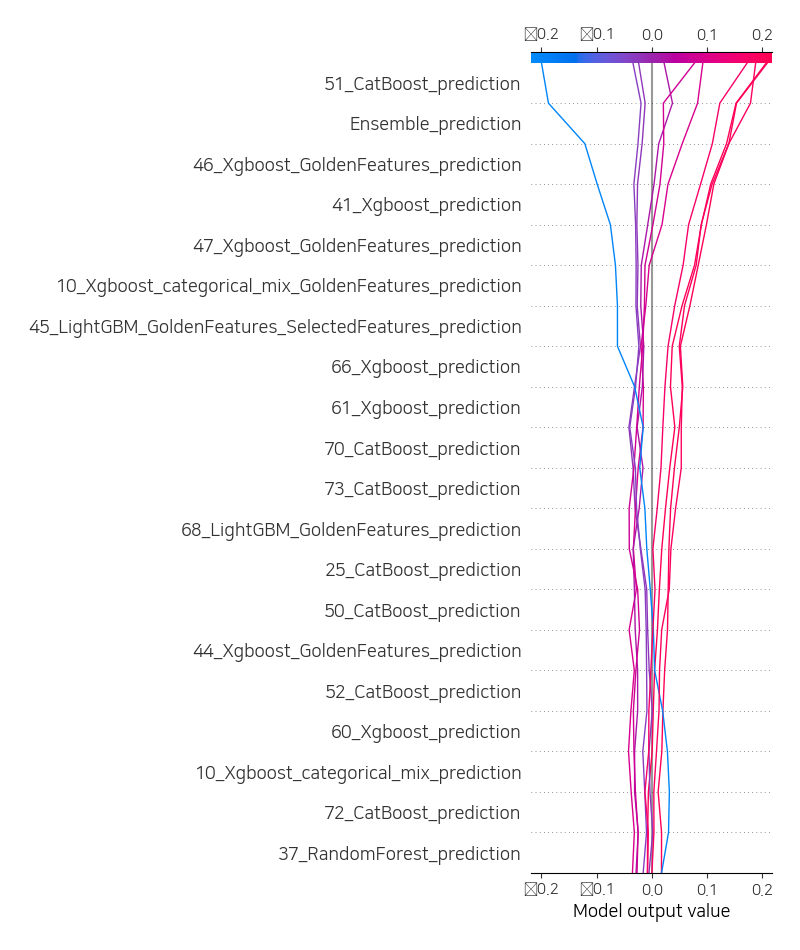 0.2 0.1 0.0 0.1 0.2
51_CatBoost_prediction
Ensemble_prediction
46_Xgboost_GoldenFeatures_prediction
41_Xgboost_prediction
47_Xgboost_GoldenFeatures_prediction
10_Xgboost_categorical_mix_GoldenFeatures_prediction
45_LightGBM_GoldenFeatures_SelectedFeatures_prediction
66_Xgboost_prediction
61_Xgboost_prediction
70_CatBoost_prediction
73_CatBoost_prediction
68_LightGBM_GoldenFeatures_prediction
25_CatBoost_prediction
50_CatBoost_prediction
44_Xgboost_GoldenFeatures_prediction
52_CatBoost_prediction
60_Xgboost_prediction
10_Xgboost_categorical_mix_prediction
72_CatBoost_prediction
37_RandomForest_prediction
0.2 0.1 0.0 0.1 0.2
Model output value